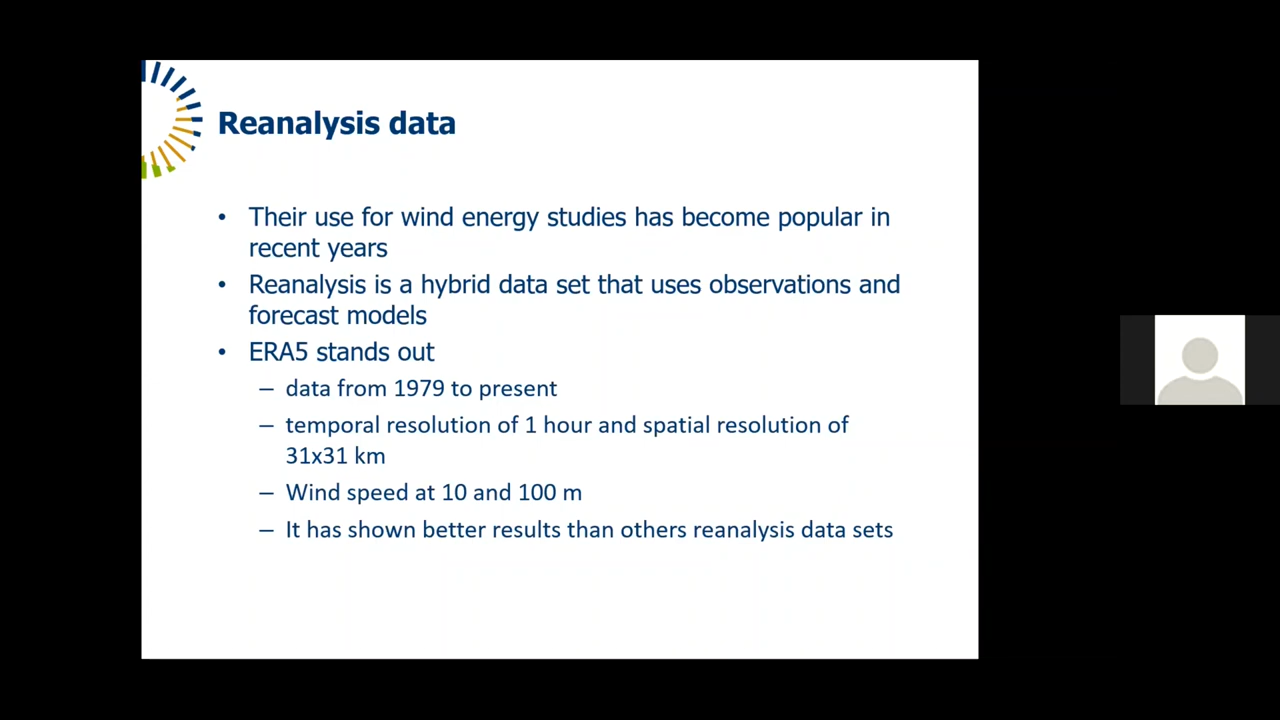 Reanalysis data
• Their use for wind energy studies has become popular in
recent years
• Reanalysis is a hybrid data set that uses observations and
forecast models
• ERA5 stands out
– data from 1979 to present
– temporal resolution of 1 hour and spatial resolution of
31x31 km
– Wind speed at 10 and 100 m
– It has shown better results than others reanalysis data sets